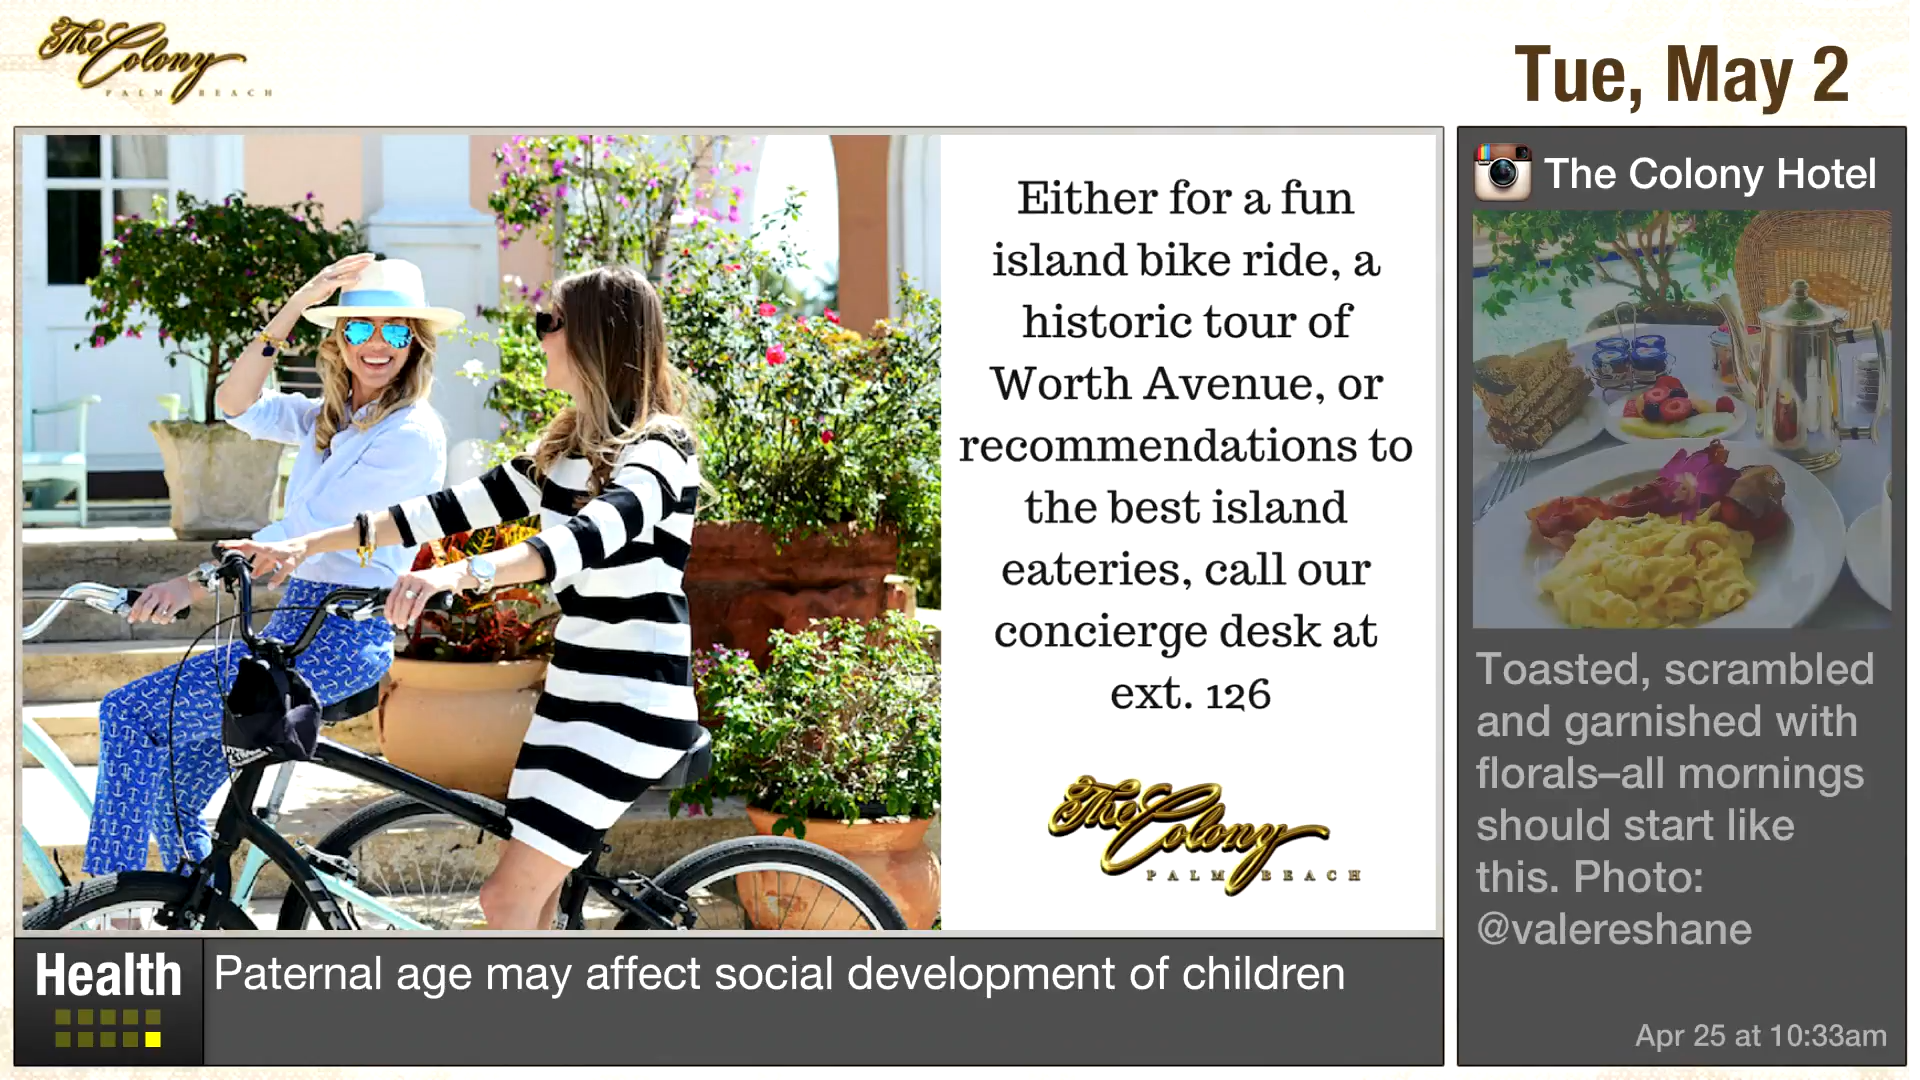 The Colony
PALM BEACH
Tue, May 2
Either for a fun
island bike ride, a
historic tour of
Worth Avenue, or
recommendations to
the best island
eateries, call our
concierge desk at
ext. 126
The Colony
PALM BEACH
The Colony Hotel
Toasted, scrambled
and garnished with
florals–all mornings
should start like
this. Photo:
@valereshane
Apr 25 at 10:33am
Health
Paternal age may affect social development of children